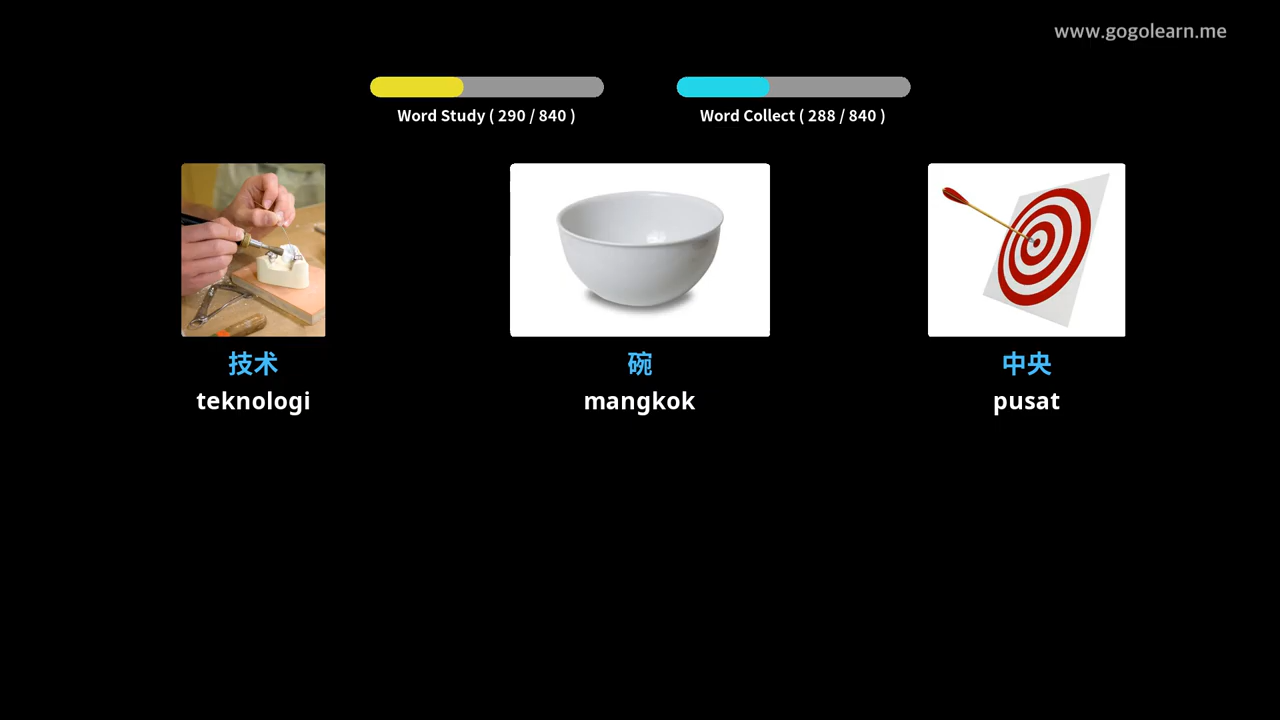 www.gogolearn.me
Word Study ( 290 / 840 )
Word Collect ( 288 / 840 )
技术
teknologi
碗
mangkok
中央
pusat